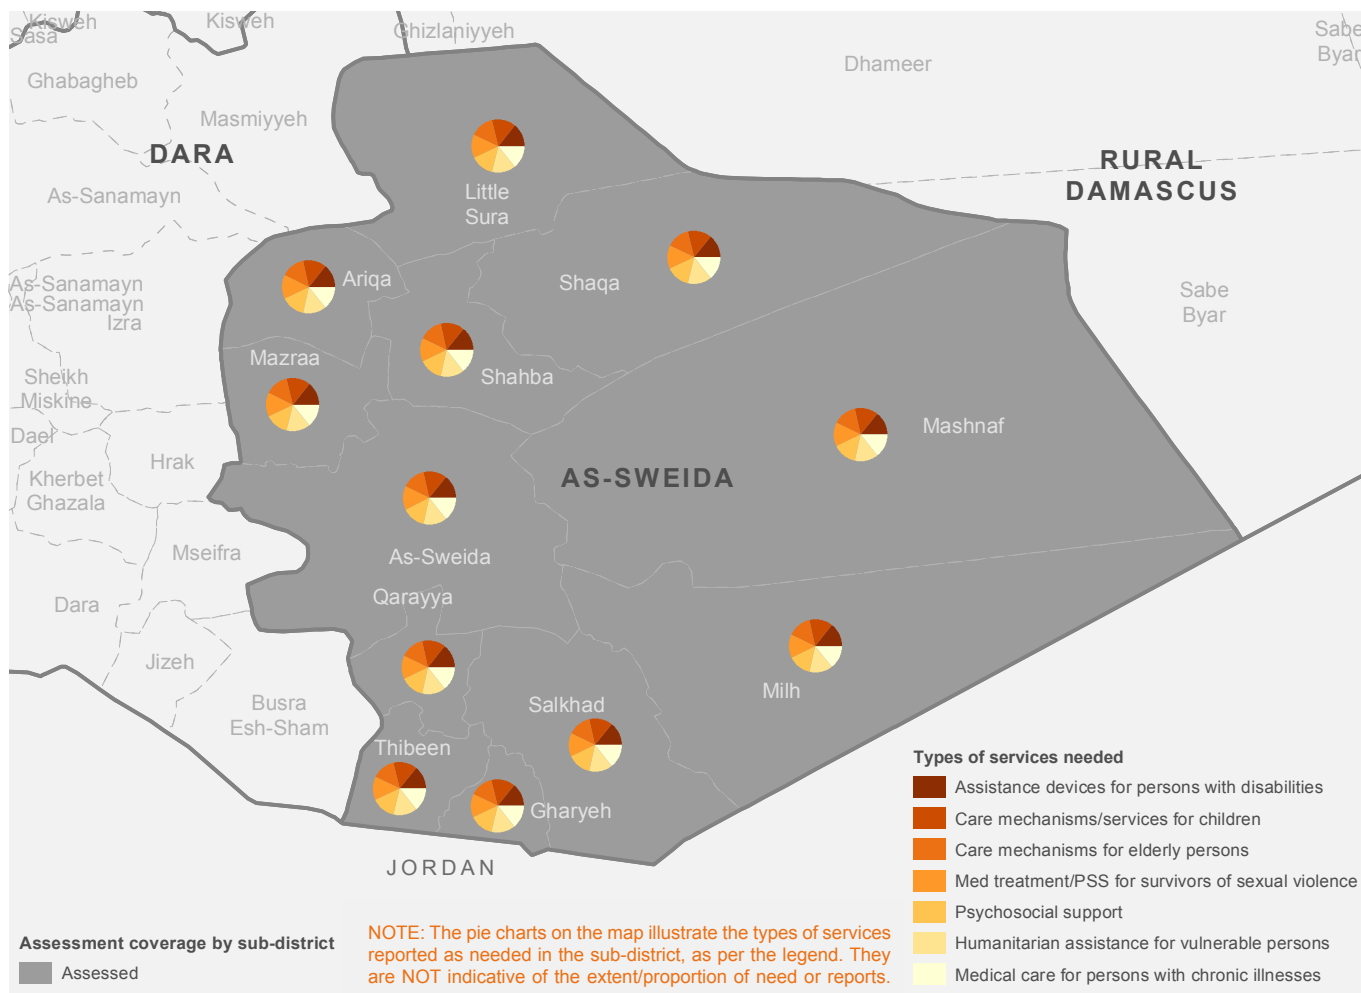 Kisweh
Sasa
Kisweh
Ghizlaniyyeh
Sabe
Byar
Dhameer
Ghabagheb
Masmiyyeh
DARA
RURAL
DAMASCUS
As-Sanamayn
Little
Sura
Ariqa
Shaqa
As-Sanamayn
As-Sanamayn
Izra
Sabe
Byar
Mazraa
Shahba
Sheikh
Miskine
Mashnaf
Dael
Hrak
Kherbet
Ghazala
AS-SWEIDA
Mseifra
As-Sweida
Qarayya
Dara
Jizeh
Busra
Esh-Sham
Salkhad
Milh
Thibeen
Gharyeh
JORDAN
Types of services needed
Assistance devices for persons with disabilities
Care mechanisms/services for children
Care mechanisms for elderly persons
Med treatment/PSS for survivors of sexual violence
Psychosocial support
Humanitarian assistance for vulnerable persons
Medical care for persons with chronic illnesses
Assessment coverage by sub-district
Assessed
NOTE: The pie charts on the map illustrate the types of services
reported as needed in the sub-district, as per the legend. They
are NOT indicative of the extent/proportion of need or reports.